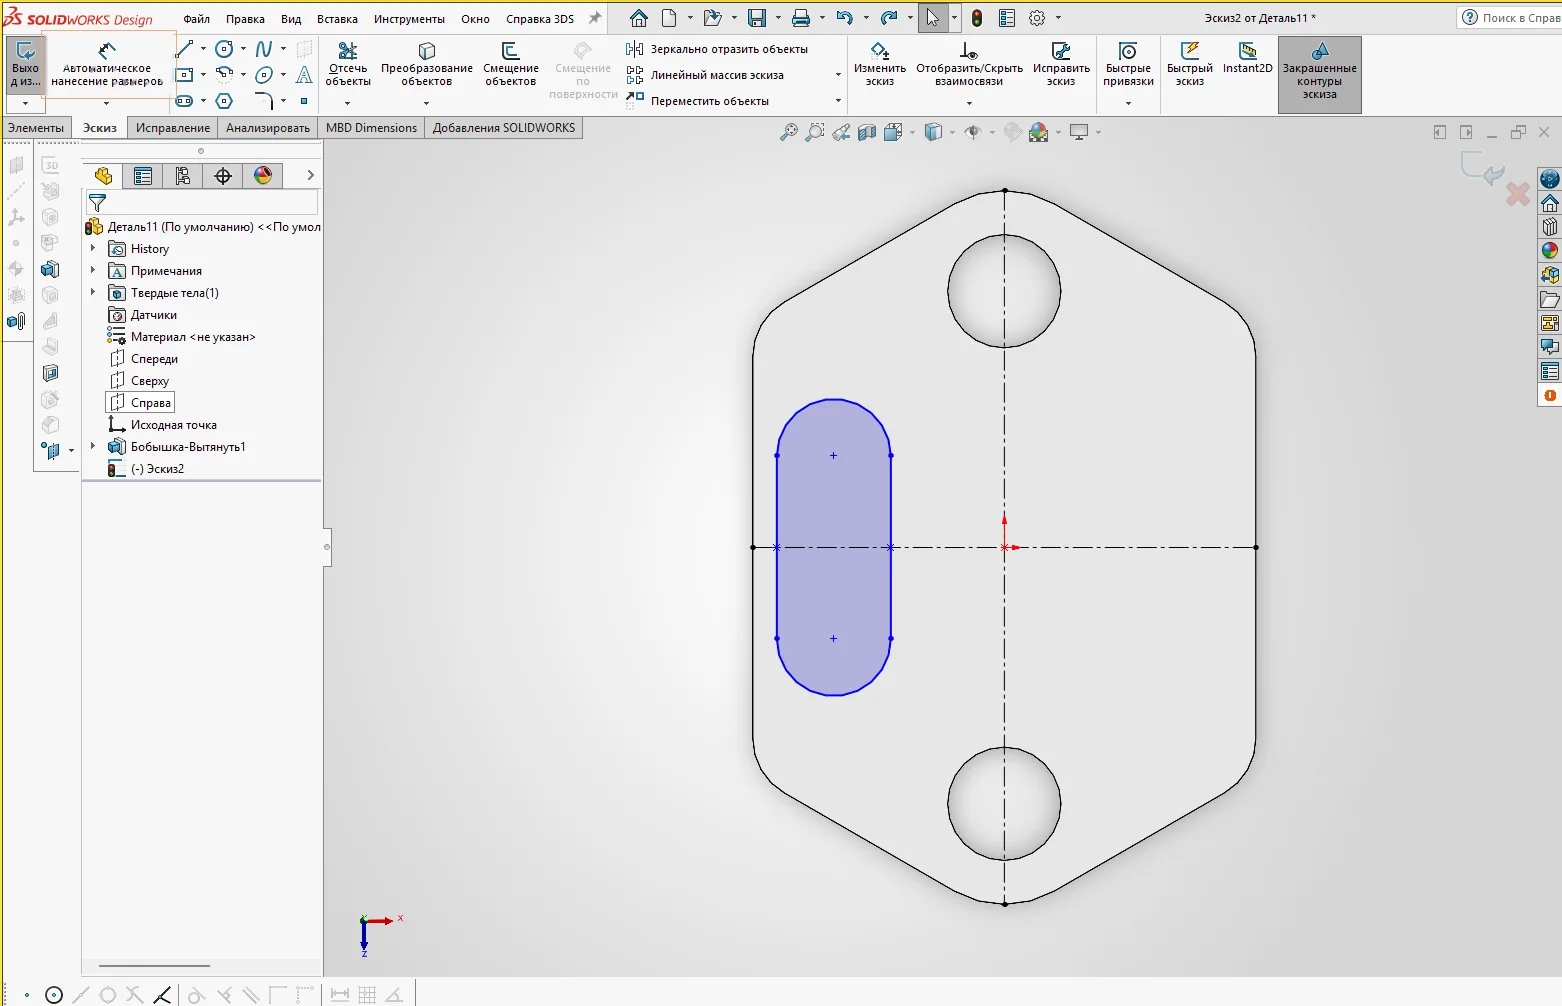 SOLIDWORKS Design
Файл Правка Вид Вставка Инструменты Окно Справка 3DS
Эскиз2 от Деталь11 *
Поиск в Справ
Выхо
д из...
Автоматическое
нанесение размеров
Отсечь
объекты
Преобразование
объектов
Смещение
объектов
Смещение
по
поверхности
Зеркально отразить объекты
Линейный массив эскиза
Переместить объекты
Изменить
эскиз
Отобразить/Скрыть
взаимосвязи
Исправить
эскиз
Быстрые
привязки
Быстрый
эскиз
Instant2D
Закрашенные
контуры
эскиза
Элементы Эскиз Исправление Анализировать MBD Dimensions Добавления SOLIDWORKS
3D
Деталь11 (По умолчанию) <<По умол
History
Примечания
Твердые тела(1)
Датчики
Материал <не указан>
Спереди
Сверху
Справа
Исходная точка
Бобышка-Вытянуть1
(-) Эскиз2
X
Z